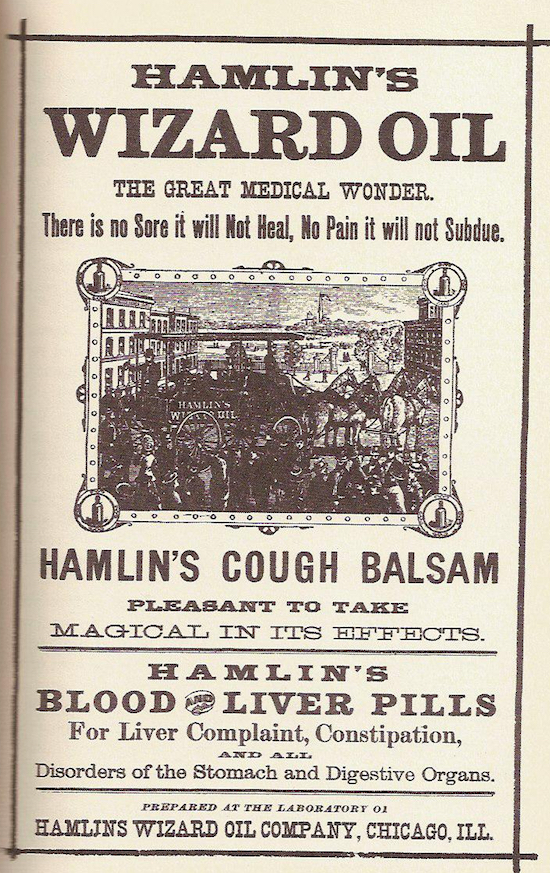 HAMLIN'S
WIZARD OIL
THE GREAT MEDICAL WONDER.
There is no Sore it will Not Heal, No Pain it will not Subdue.
HAMLIN'S
WIZARD OIL
HAMLIN'S COUGH BALSAM
PLEASANT TO TAKE
MAGICAL IN ITS EFFECTS.
HAMLIN'S
BLOOD AND LIVER PILLS
For Liver Complaint, Constipation,
AND ALL
Disorders of the Stomach and Digestive Organs.
PREPARED AT THE LABORATORY O1
HAMLINS WIZARD OIL COMPANY, CHICAGO, ILL.